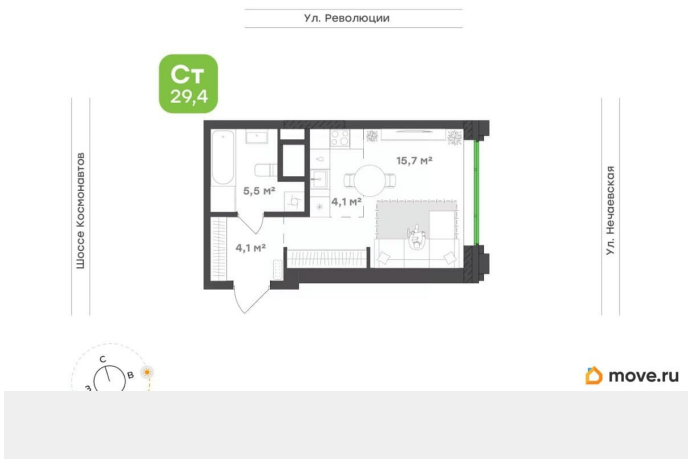 Ул. Революции
Ст
29,4
Шоссе Космонавтов
15,7 м²
5,5 м²
4,1 м²
4,1 м²
Ул. Нечаевская
С
В
З
move.ru